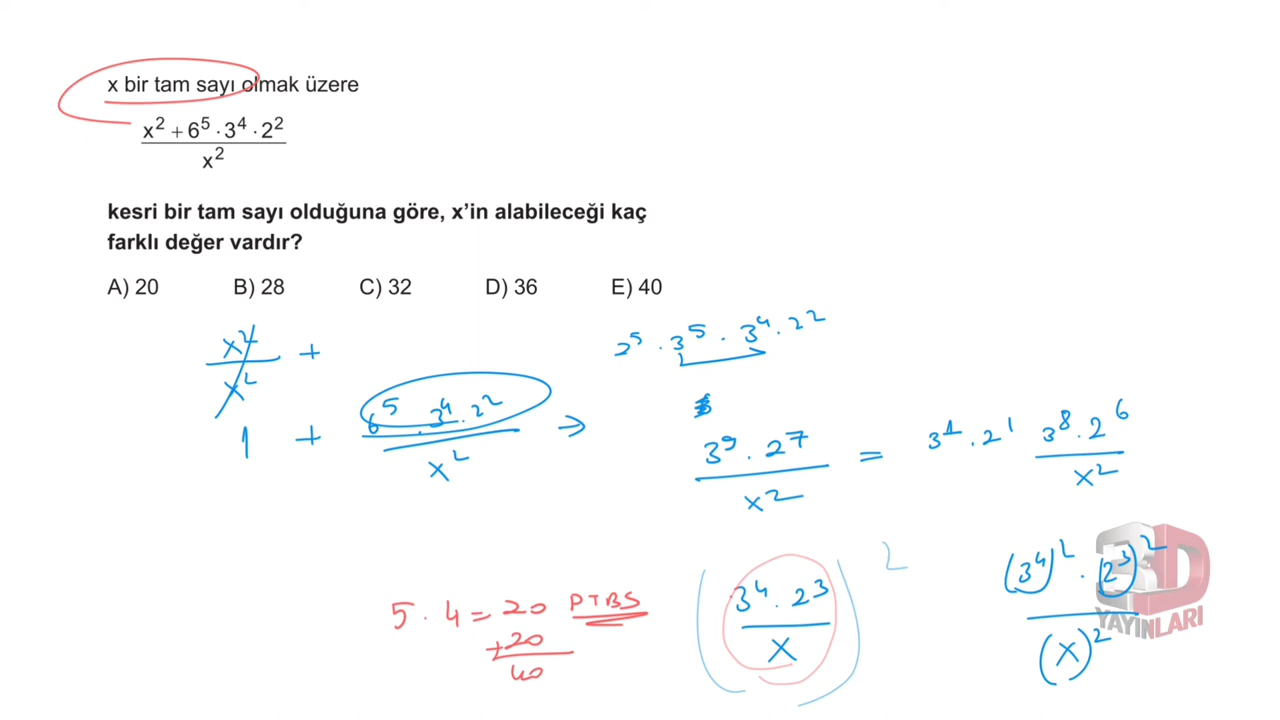 x bir tam sayı olmak üzere
x² + 6⁵ · 3⁴ · 2²
x²
kesri bir tam sayı olduğuna göre, x’in alabileceği kaç
farklı değer vardır?
A) 20 B) 28 C) 32 D) 36 E) 40
x² +
x²
2⁵ · 3⁵ · 3⁴ · 2²
1 + 6⁵ · 3⁴ · 2² ⇒
x²
3⁹ · 2⁷ = 3¹ · 2¹ 3⁸ · 2⁶
x² x²
5 · 4 = 20 PTBS
+20
40
(3⁴ · 2³)²
x
(3⁴)² · (2³)²
(x)²
3D
YAYINLARI